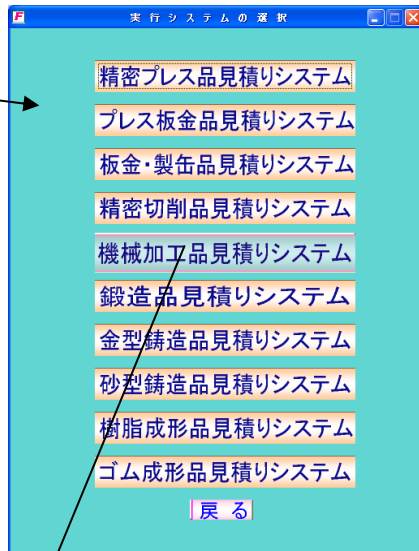 F 実行システムの選択
精密プレス品見積りシステム
プレス板金品見積りシステム
板金・製缶品見積りシステム
精密切削品見積りシステム
機械加工品見積りシステム
鍛造品見積りシステム
金型鋳造品見積りシステム
砂型鋳造品見積りシステム
樹脂成形品見積りシステム
ゴム成形品見積りシステム
戻る